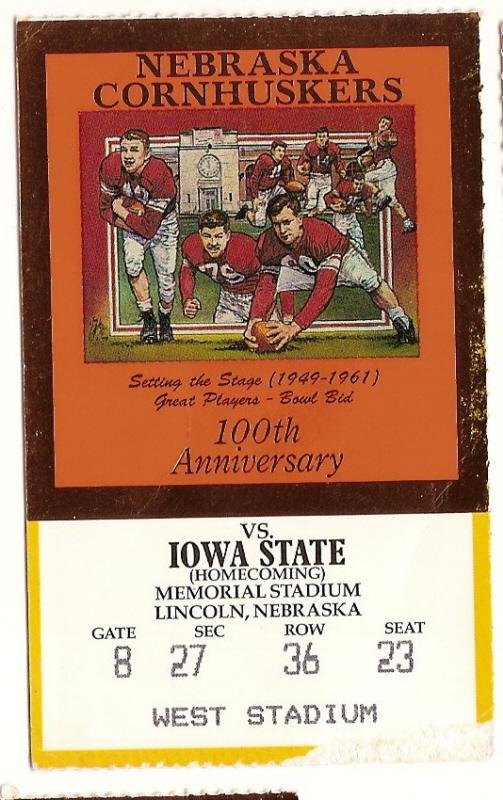 NEBRASKA
CORNHUSKERS
Setting the Stage (1949-1961)
Great Players - Bowl Bid
100th
Anniversary
VS.
IOWA STATE
(HOMECOMING)
MEMORIAL STADIUM
LINCOLN, NEBRASKA
GATE SEC ROW SEAT
8 27 36 23
WEST STADIUM